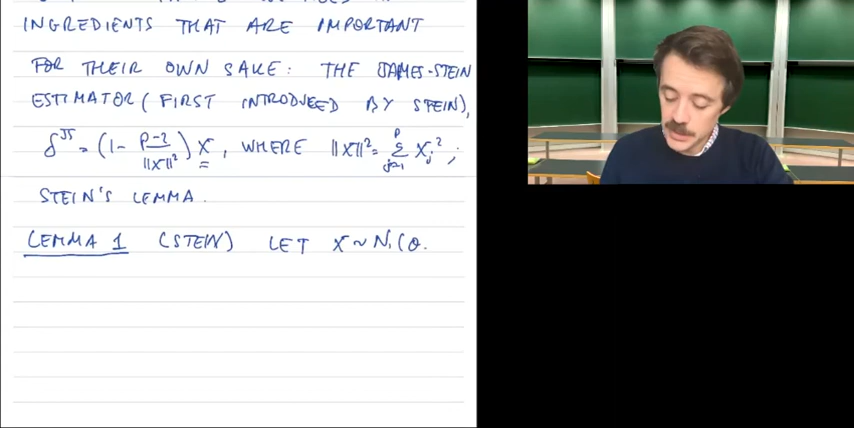 INGREDIENTS THAT ARE IMPORTANT
FOR THEIR OWN SAKE: THE JAMES-STEIN
ESTIMATOR (FIRST INTRODUCED BY STEIN),
δ^JS = (1 - (p-2)/||X||²) X, WHERE ||X||² = Σ_{j=1}^p X_j²;
STEIN'S LEMMA.
LEMMA 1 (STEIN) LET X ~ N₁(θ.